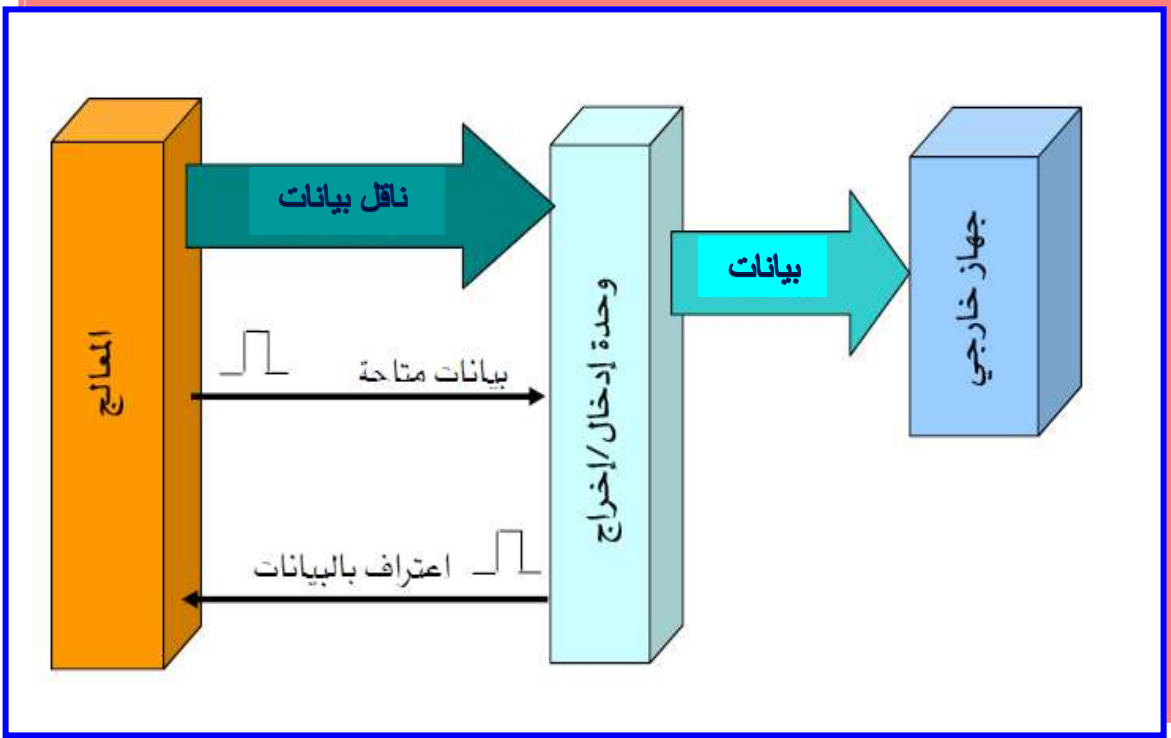 ناقل بيانات
بيانات
جهاز خارجي
وحدة إدخال/إخراج
المعالج
بيانات متاحة
اعتراف بالبيانات